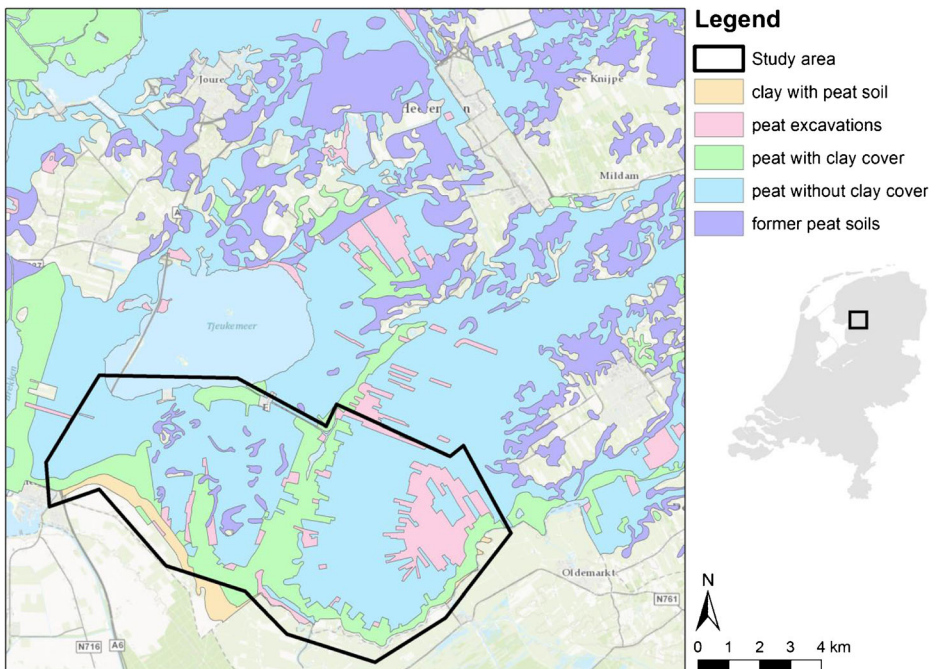 Legend
Study area
clay with peat soil
peat excavations
peat with clay cover
peat without clay cover
former peat soils
Joure
De Knijpe
Mildam
Tjeukemeer
Oldemarkt
N761
N716
A6
N
0 1 2 3 4 km